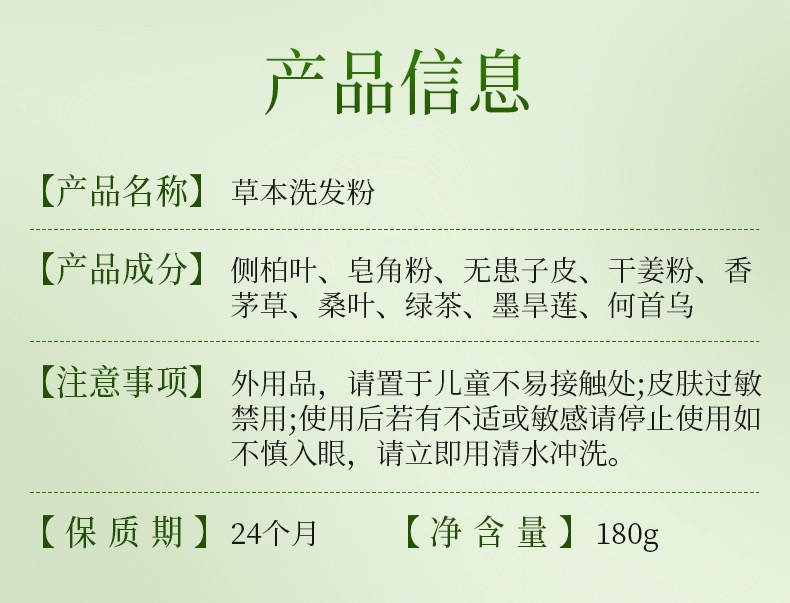 产品信息
【产品名称】 草本洗发粉
【产品成分】 侧柏叶、皂角粉、无患子皮、干姜粉、香
茅草、桑叶、绿茶、墨旱莲、何首乌
【注意事项】 外用品，请置于儿童不易接触处;皮肤过敏
禁用;使用后若有不适或敏感请停止使用如
不慎入眼，请立即用清水冲洗。
【保质期】 24个月 【净含量】 180g